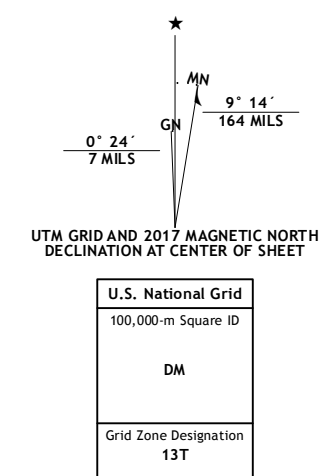 ★
MN
9° 14´
164 MILS
GN
0° 24´
7 MILS
UTM GRID AND 2017 MAGNETIC NORTH
DECLINATION AT CENTER OF SHEET
U.S. National Grid
100,000-m Square ID
DM
Grid Zone Designation
13T